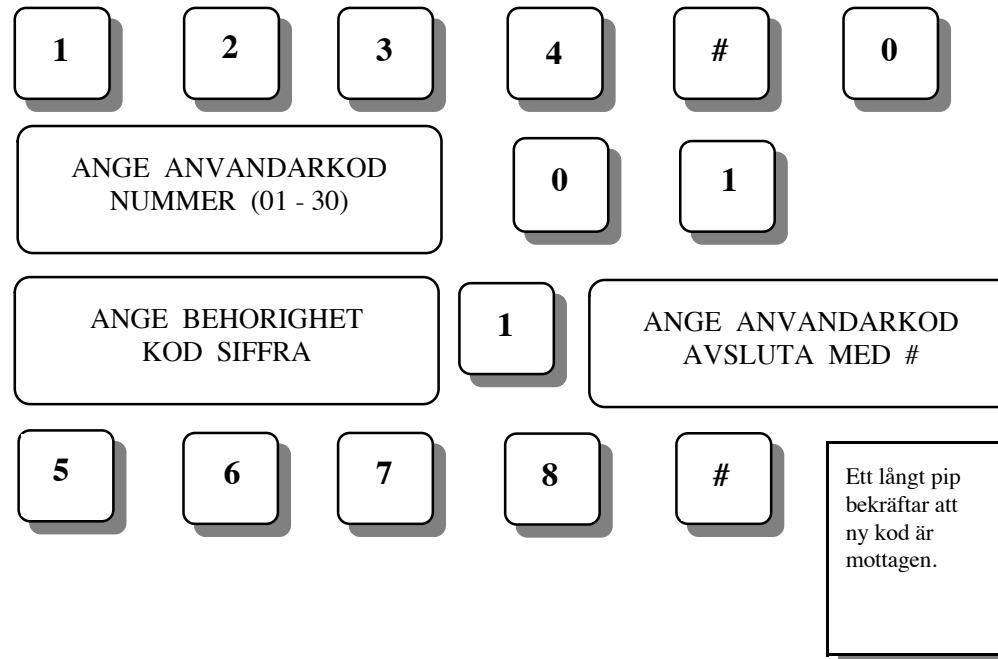 1 2 3 4 # 0
ANGE ANVANDARKOD
NUMMER (01 - 30)
0 1
ANGE BEHORIGHET
KOD SIFFRA
1
ANGE ANVANDARKOD
AVSLUTA MED #
5 6 7 8 #
Ett långt pip
bekräftar att
ny kod är
mottagen.